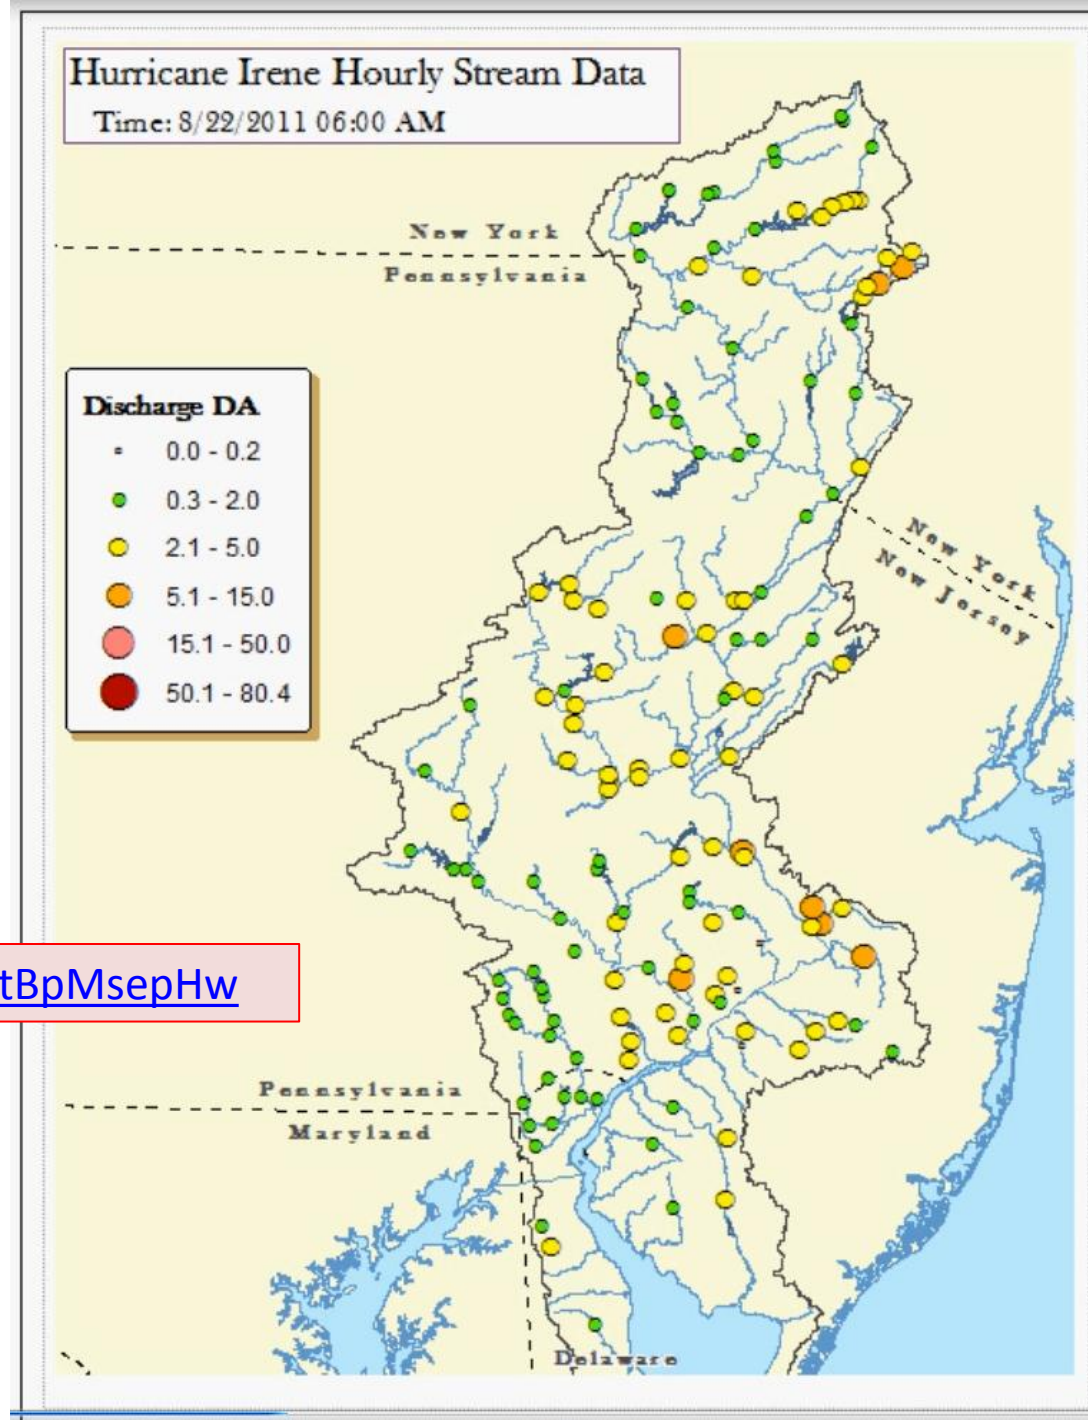 Hurricane Irene Hourly Stream Data
Time: 8/22/2011 06:00 AM
New York
Pennsylvania
Discharge DA
0.0 - 0.2
0.3 - 2.0
2.1 - 5.0
5.1 - 15.0
15.1 - 50.0
50.1 - 80.4
New York
New Jersey
tBpMsepHw
Pennsylvania
Maryland
Delaware